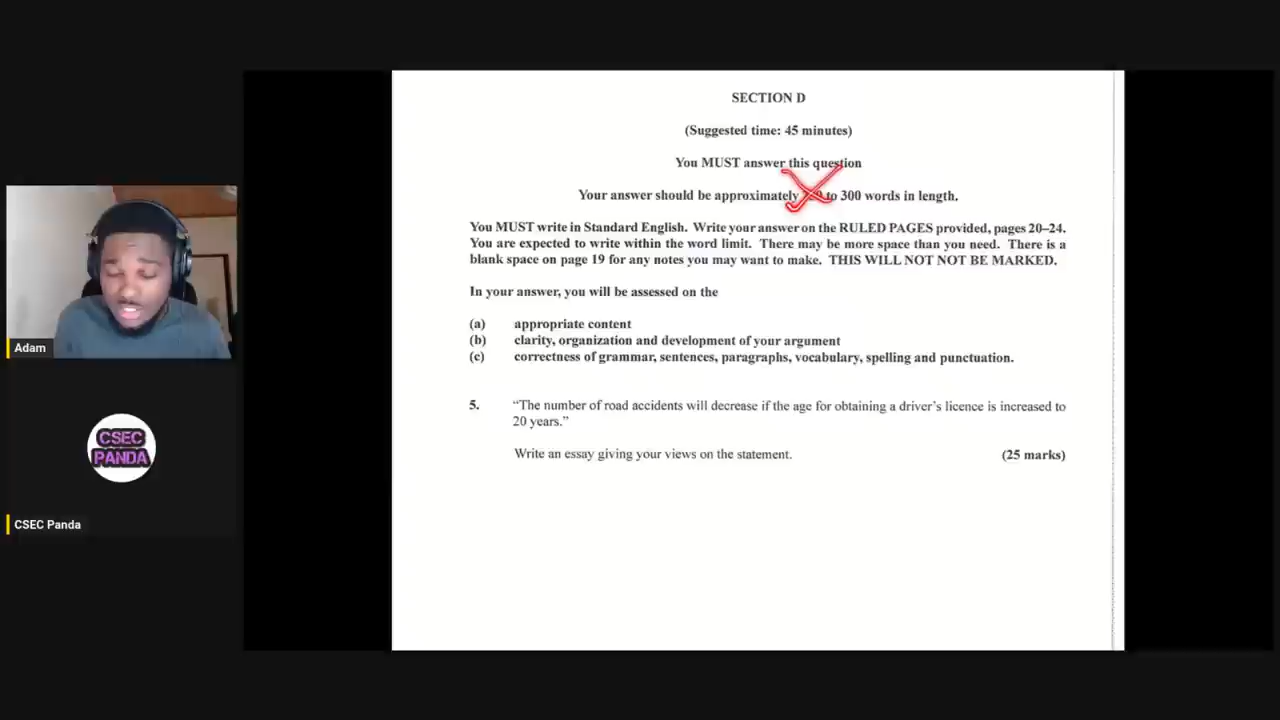 SECTION D
(Suggested time: 45 minutes)
You MUST answer this question
Your answer should be approximately to 300 words in length.
You MUST write in Standard English. Write your answer on the RULED PAGES provided, pages 20–24.
You are expected to write within the word limit. There may be more space than you need. There is a
blank space on page 19 for any notes you may want to make. THIS WILL NOT NOT BE MARKED.
In your answer, you will be assessed on the
(a) appropriate content
(b) clarity, organization and development of your argument
(c) correctness of grammar, sentences, paragraphs, vocabulary, spelling and punctuation.
5. “The number of road accidents will decrease if the age for obtaining a driver’s licence is increased to
20 years.”
Write an essay giving your views on the statement. (25 marks)
Adam
CSEC
PANDA
CSEC Panda